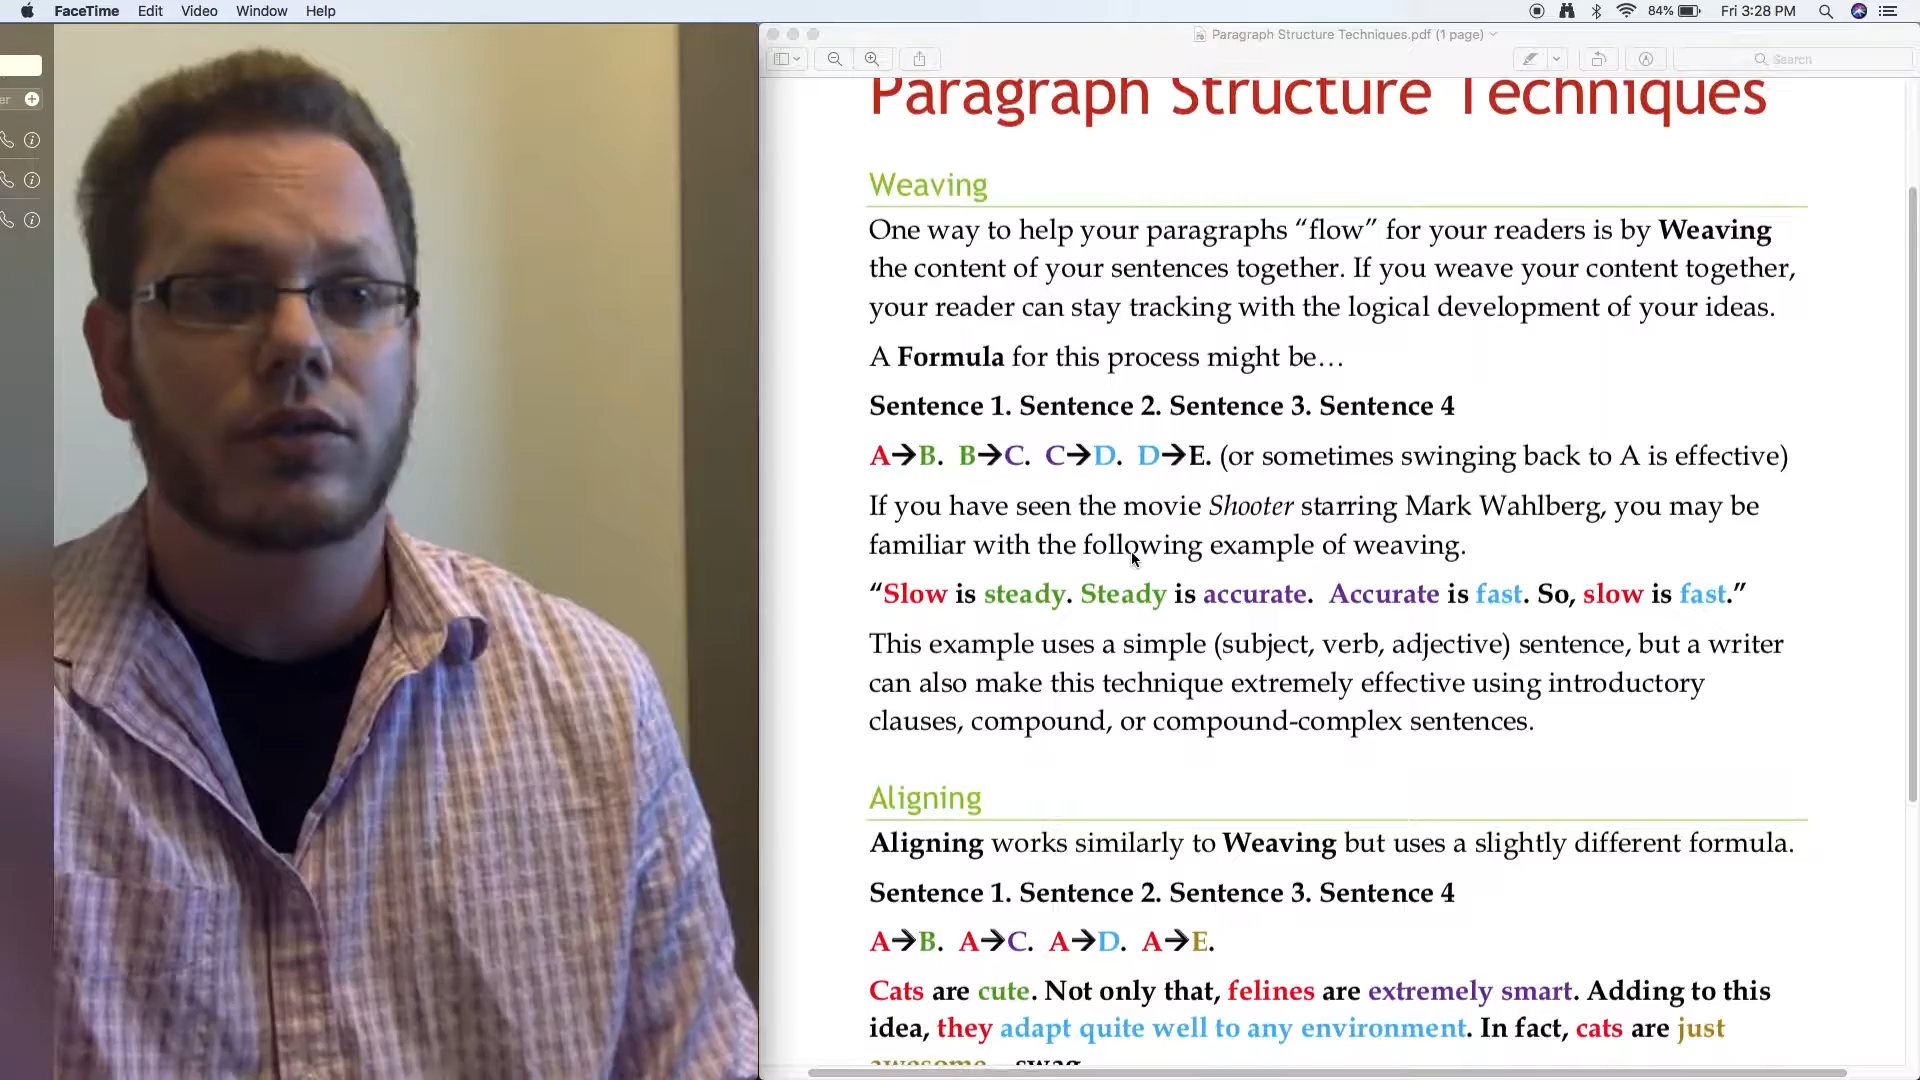 FaceTime Edit Video Window Help 84% Fri 3:28 PM
Paragraph Structure Techniques.pdf (1 page)
Search
er
Paragraph Structure Techniques
Weaving
One way to help your paragraphs “flow” for your readers is by Weaving
the content of your sentences together. If you weave your content together,
your reader can stay tracking with the logical development of your ideas.
A Formula for this process might be…
Sentence 1. Sentence 2. Sentence 3. Sentence 4
A→B. B→C. C→D. D→E. (or sometimes swinging back to A is effective)
If you have seen the movie Shooter starring Mark Wahlberg, you may be
familiar with the following example of weaving.
“Slow is steady. Steady is accurate. Accurate is fast. So, slow is fast.”
This example uses a simple (subject, verb, adjective) sentence, but a writer
can also make this technique extremely effective using introductory
clauses, compound, or compound-complex sentences.
Aligning
Aligning works similarly to Weaving but uses a slightly different formula.
Sentence 1. Sentence 2. Sentence 3. Sentence 4
A→B. A→C. A→D. A→E.
Cats are cute. Not only that, felines are extremely smart. Adding to this
idea, they adapt quite well to any environment. In fact, cats are just